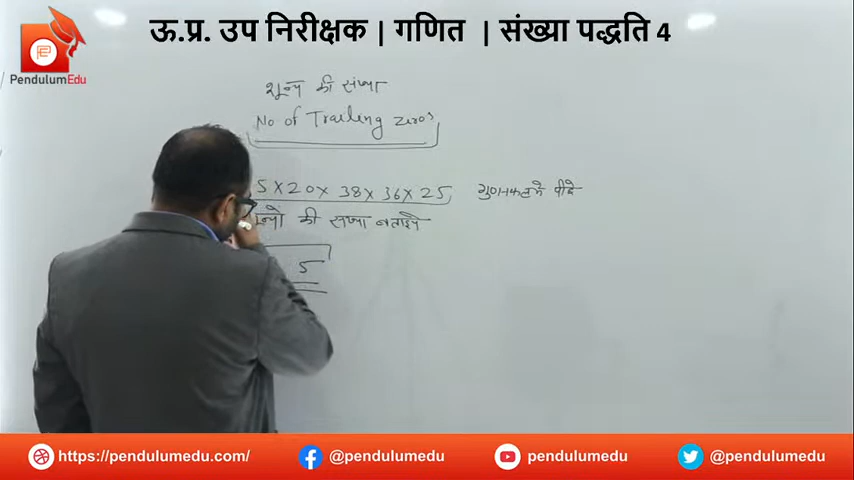 ऊ.प्र. उप निरीक्षक | गणित | संख्या पद्धति 4
PendulumEdu
शून्य की संख्या
No of Trailing zeros
5 X 20 X 38 X 36 X 25, गुणनफल के पीछे
की संख्या बताइये
5
https://pendulumedu.com/ @pendulumedu pendulumedu @pendulumedu